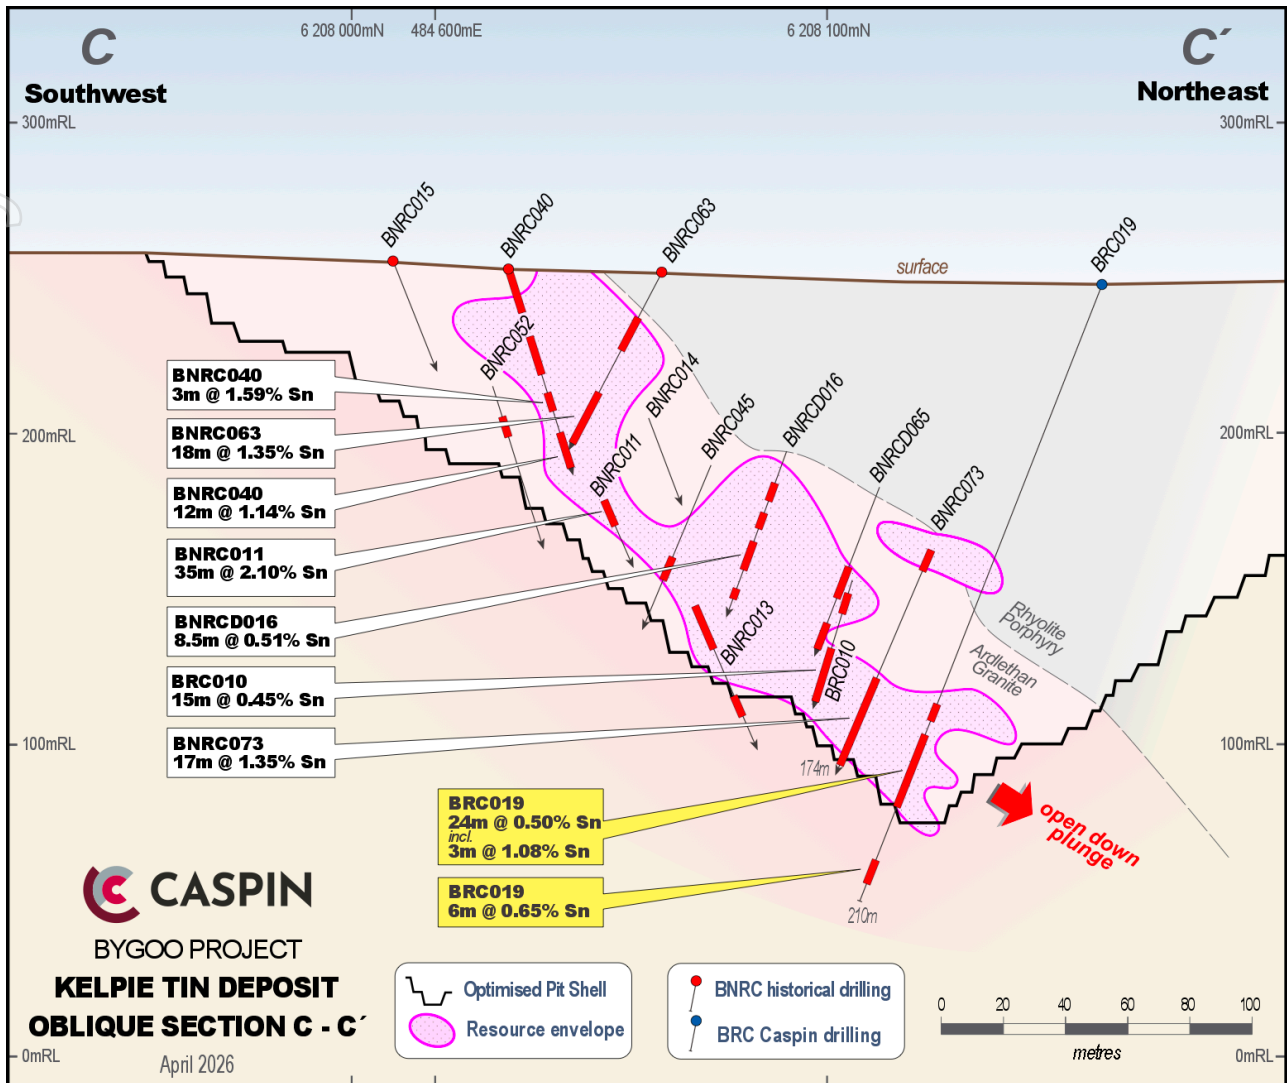 C
Southwest
6 208 000mN
484 600mE
6 208 100mN
C´
Northeast
300mRL
300mRL
BNRC015
BNRC040
BNRC063
BRC019
surface
BNRC052
BNRC014
BNRCD016
BNRC045
BNRCD065
BNRC011
BNRC073
200mRL
200mRL
BNRC040
3m @ 1.59% Sn
BNRC063
18m @ 1.35% Sn
BNRC040
12m @ 1.14% Sn
BNRC011
35m @ 2.10% Sn
BNRCD016
8.5m @ 0.51% Sn
BRC010
15m @ 0.45% Sn
BNRC073
17m @ 1.35% Sn
BNRC013
BRC010
Rhyolite
Porphyry
Ardlethan
Granite
100mRL
100mRL
174m
BRC019
24m @ 0.50% Sn
incl.
3m @ 1.08% Sn
BRC019
6m @ 0.65% Sn
210m
open down
plunge
CASPIN
BYGOO PROJECT
KELPIE TIN DEPOSIT
OBLIQUE SECTION C - C´
April 2026
Optimised Pit Shell
Resource envelope
BNRC historical drilling
BRC Caspin drilling
0 20 40 60 80 100
metres
0mRL
0mRL